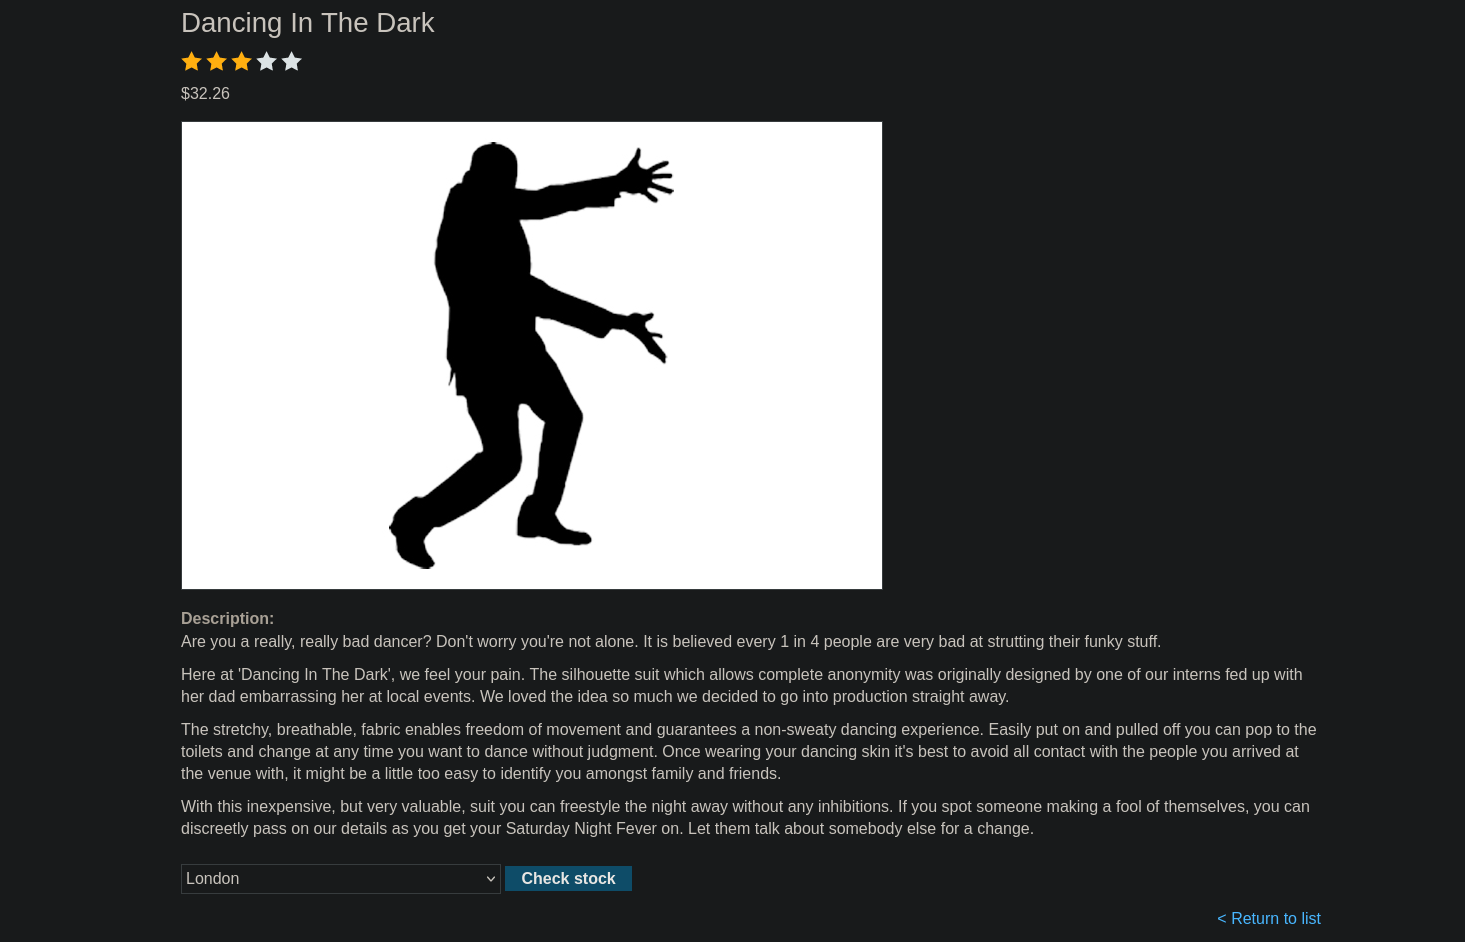 Dancing In The Dark
$32.26
Description:
Are you a really, really bad dancer? Don't worry you're not alone. It is believed every 1 in 4 people are very bad at strutting their funky stuff.
Here at 'Dancing In The Dark', we feel your pain. The silhouette suit which allows complete anonymity was originally designed by one of our interns fed up with
her dad embarrassing her at local events. We loved the idea so much we decided to go into production straight away.
The stretchy, breathable, fabric enables freedom of movement and guarantees a non-sweaty dancing experience. Easily put on and pulled off you can pop to the
toilets and change at any time you want to dance without judgment. Once wearing your dancing skin it's best to avoid all contact with the people you arrived at
the venue with, it might be a little too easy to identify you amongst family and friends.
With this inexpensive, but very valuable, suit you can freestyle the night away without any inhibitions. If you spot someone making a fool of themselves, you can
discreetly pass on our details as you get your Saturday Night Fever on. Let them talk about somebody else for a change.
London Check stock
< Return to list